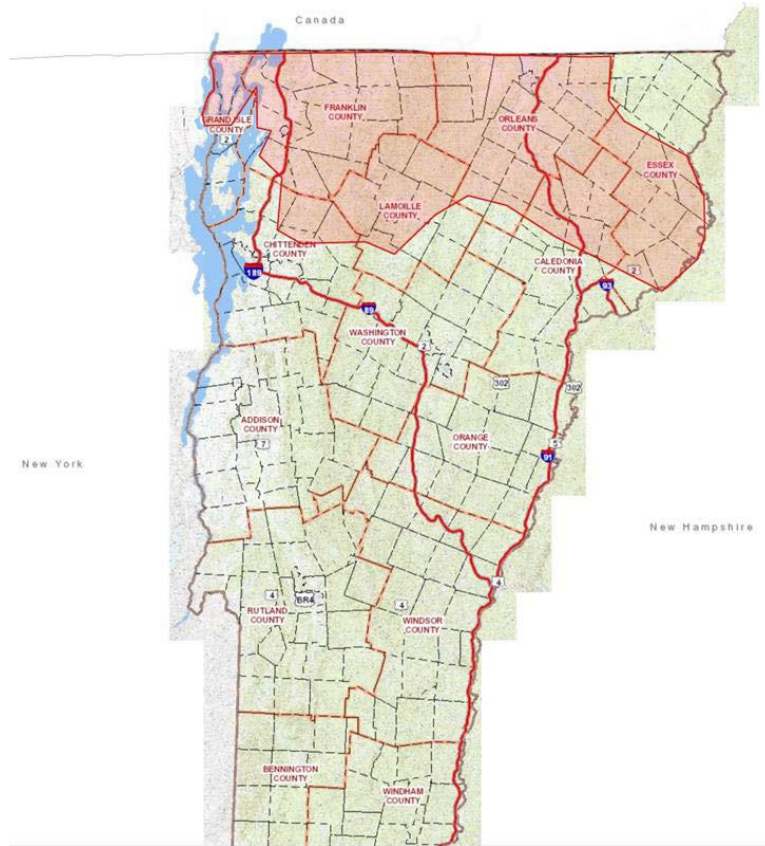 Canada
FRANKLIN
COUNTY
GRAND ISLE
COUNTY
2
ORLEANS
COUNTY
ESSEX
COUNTY
LAMOILLE
COUNTY
CHITTENDEN
COUNTY
189
CALEDONIA
COUNTY
2
93
89
WASHINGTON
COUNTY
2
302
302
ADDISON
COUNTY
7
ORANGE
COUNTY
5
91
New York
New Hampshire
4
4
BR4
4
RUTLAND
COUNTY
WINDSOR
COUNTY
BENNINGTON
COUNTY
WINDHAM
COUNTY